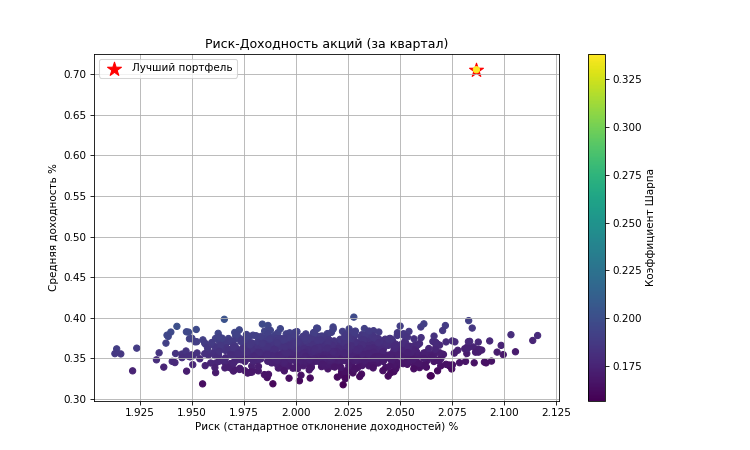 Риск-Доходность акций (за квартал)
Лучший портфель
0.70
0.65
0.60
0.55
0.50
0.45
0.40
0.35
0.30
Средняя доходность %
1.925 1.950 1.975 2.000 2.025 2.050 2.075 2.100 2.125
Риск (стандартное отклонение доходностей) %
0.325
0.300
0.275
0.250
0.225
0.200
0.175
Коэффициент Шарпа